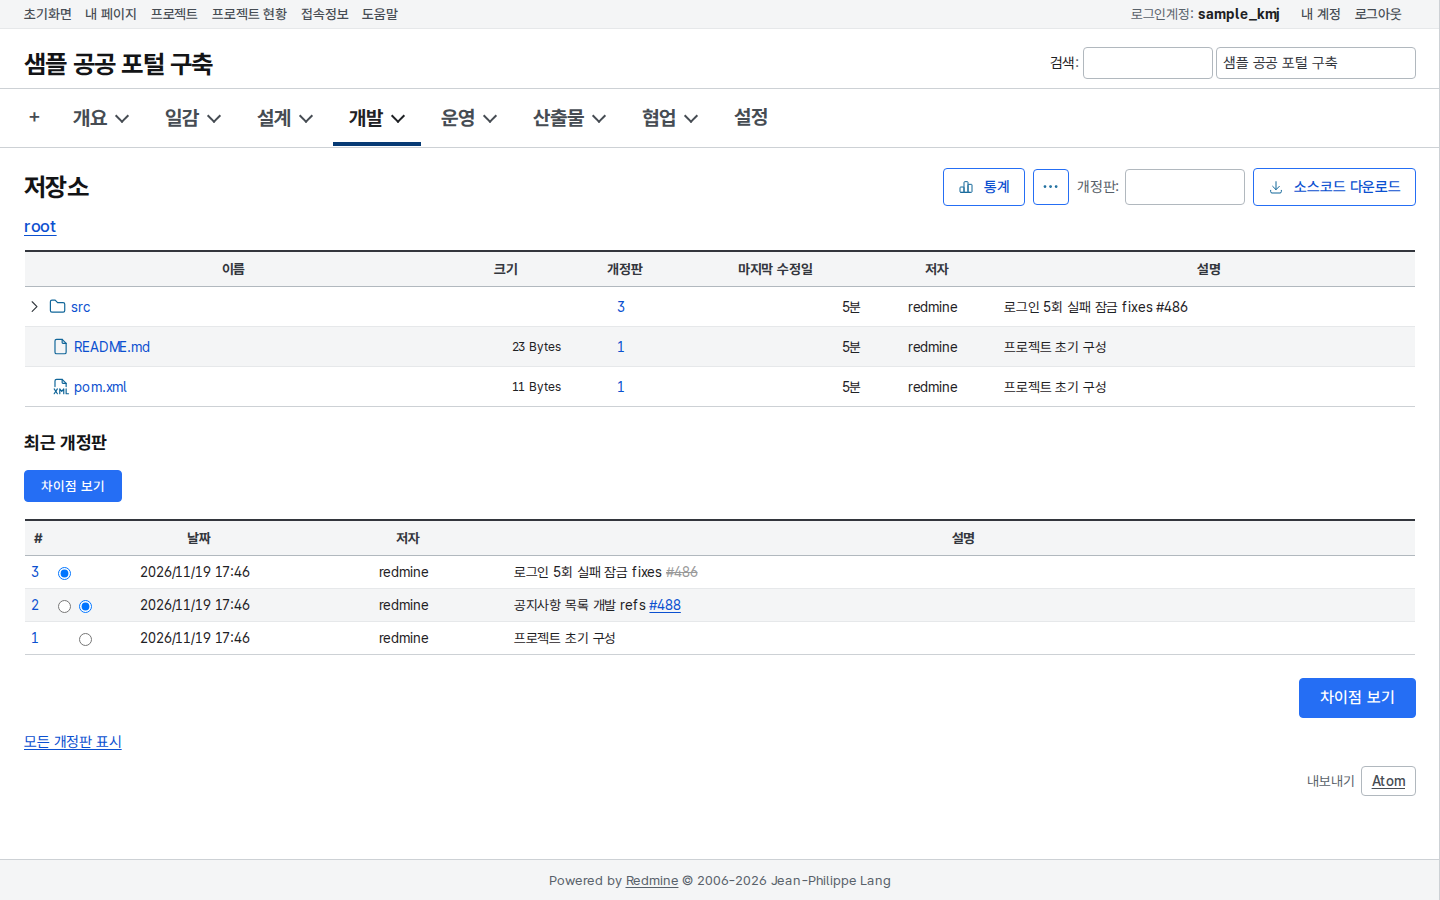 초기화면 내 페이지 프로젝트 프로젝트 현황 접속정보 도움말 로그인계정: sample_kmj 내 계정 로그아웃
샘플 공공 포털 구축 검색: 샘플 공공 포털 구축
+ 개요 일감 설계 개발 운영 산출물 협업 설정
저장소 통계 ... 개정판: 소스코드 다운로드
root
이름 크기 개정판 마지막 수정일 저자 설명
src 3 5분 redmine 로그인 5회 실패 잠금 fixes #486
README.md 23 Bytes 1 5분 redmine 프로젝트 초기 구성
pom.xml 11 Bytes 1 5분 redmine 프로젝트 초기 구성
최근 개정판
차이점 보기
# 날짜 저자 설명
3 2026/11/19 17:46 redmine 로그인 5회 실패 잠금 fixes #486
2 2026/11/19 17:46 redmine 공지사항 목록 개발 refs #488
1 2026/11/19 17:46 redmine 프로젝트 초기 구성
차이점 보기
모든 개정판 표시
내보내기 Atom
Powered by Redmine © 2006-2026 Jean-Philippe Lang